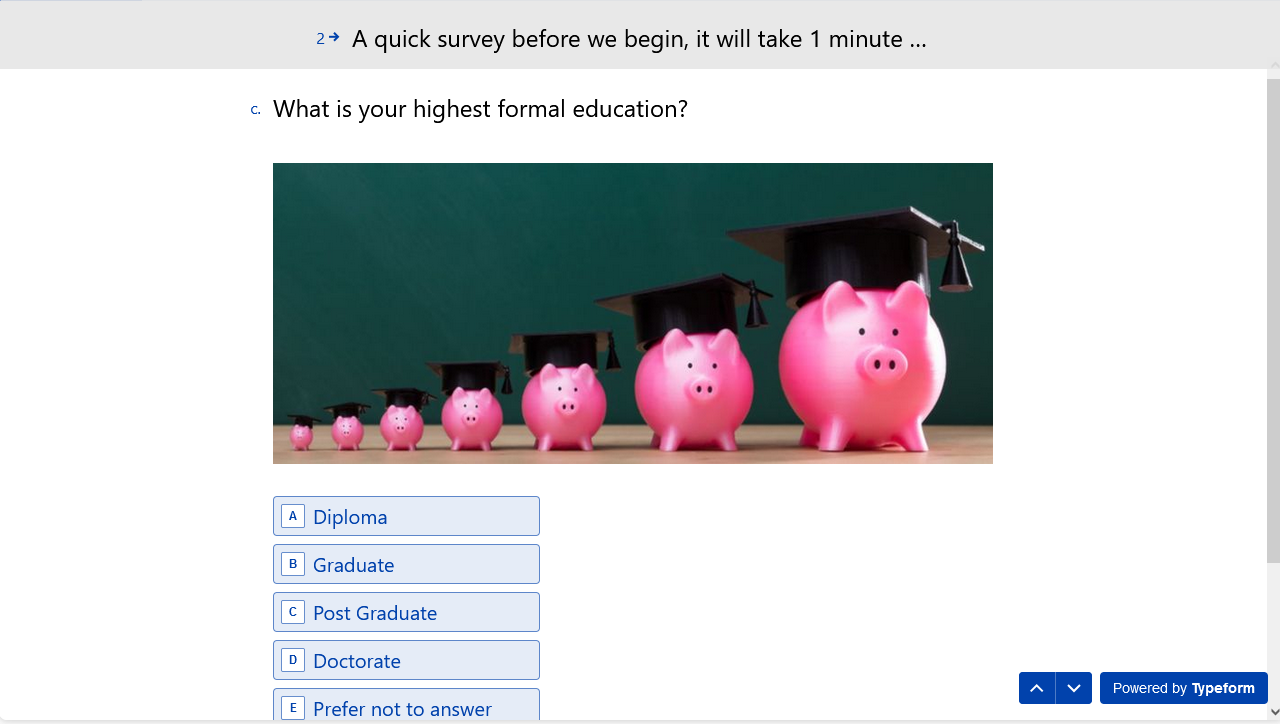 2 A quick survey before we begin, it will take 1 minute ...
c. What is your highest formal education?
A Diploma
B Graduate
C Post Graduate
D Doctorate
E Prefer not to answer
Powered by Typeform